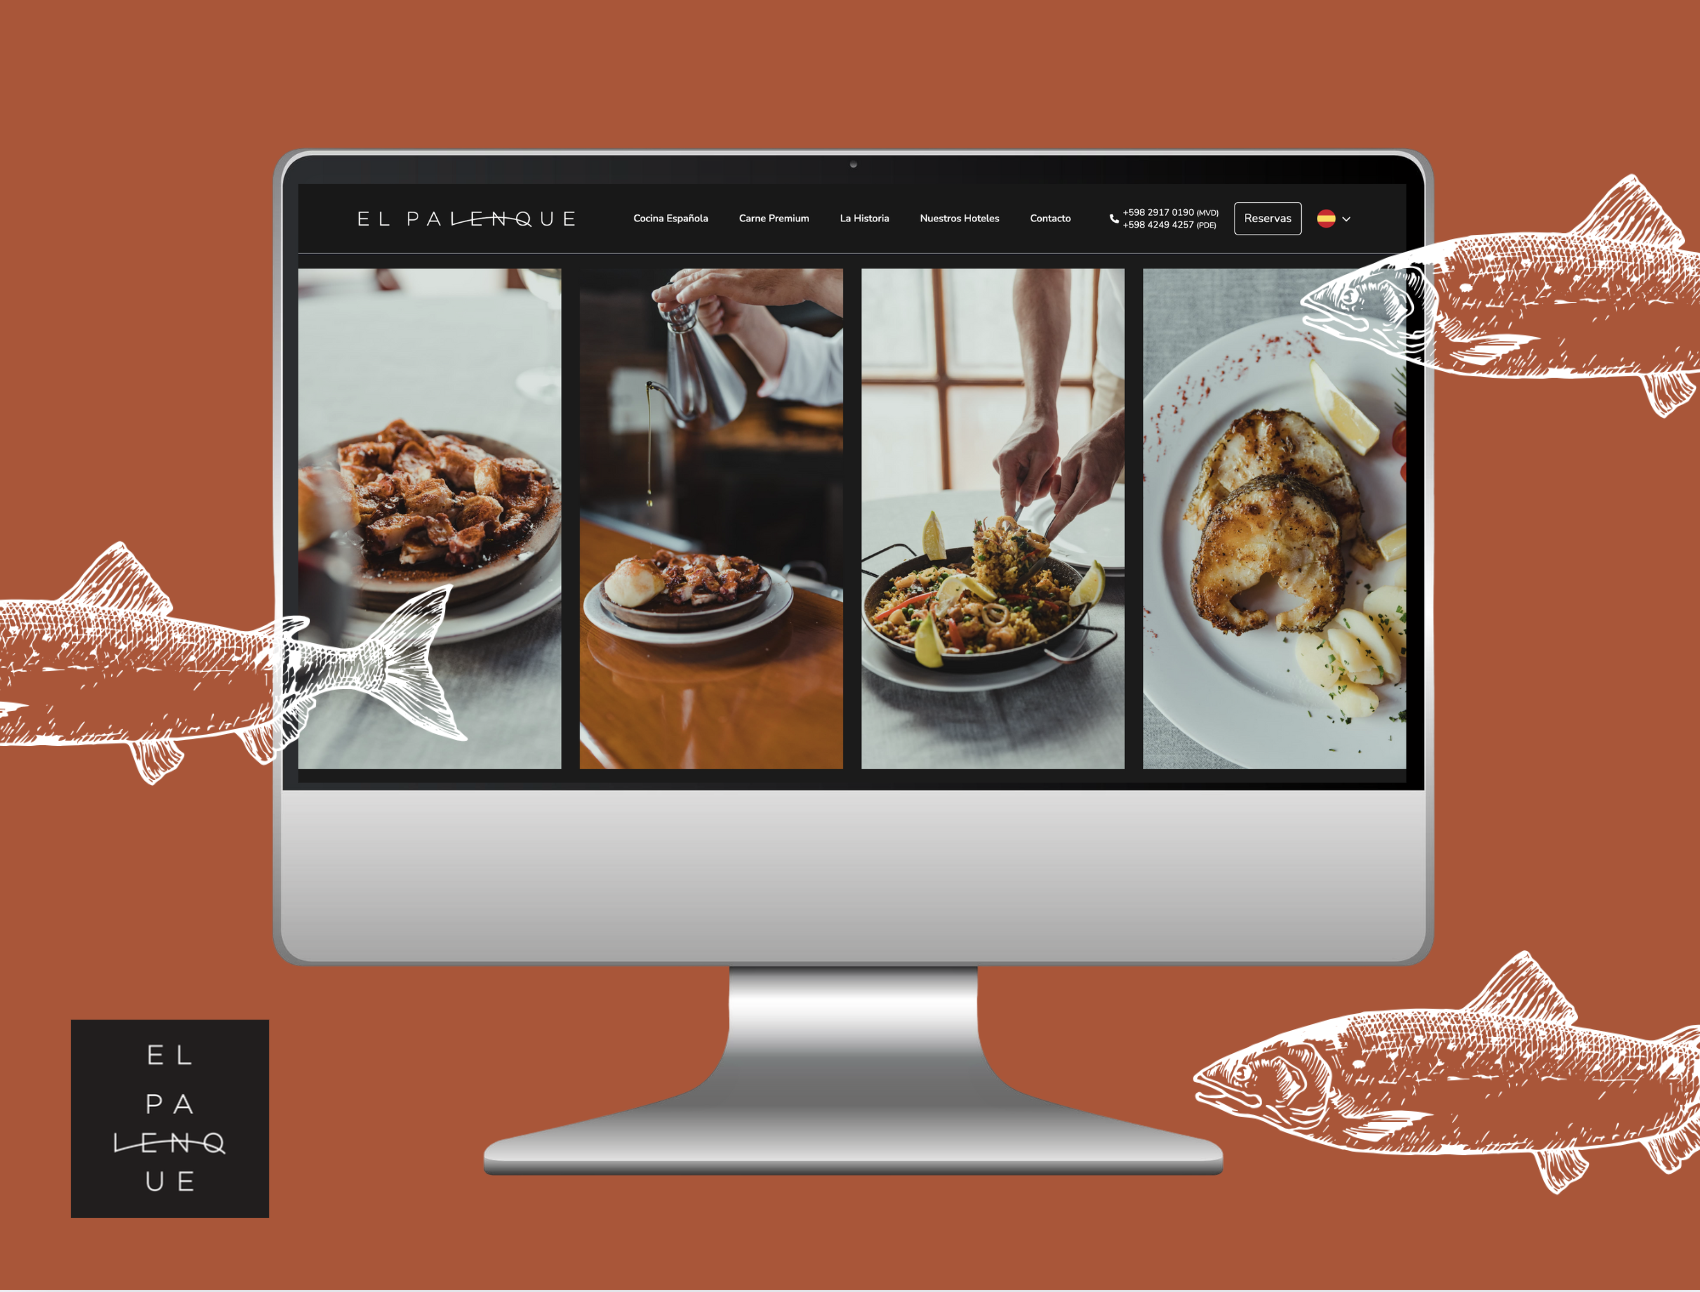 EL PALENQUE
Cocina Española
Carne Premium
La Historia
Nuestros Hoteles
Contacto
+598 2917 0190 (MVD)
+598 4249 4257 (PDE)
Reservas
EL
PA
LENQ
UE